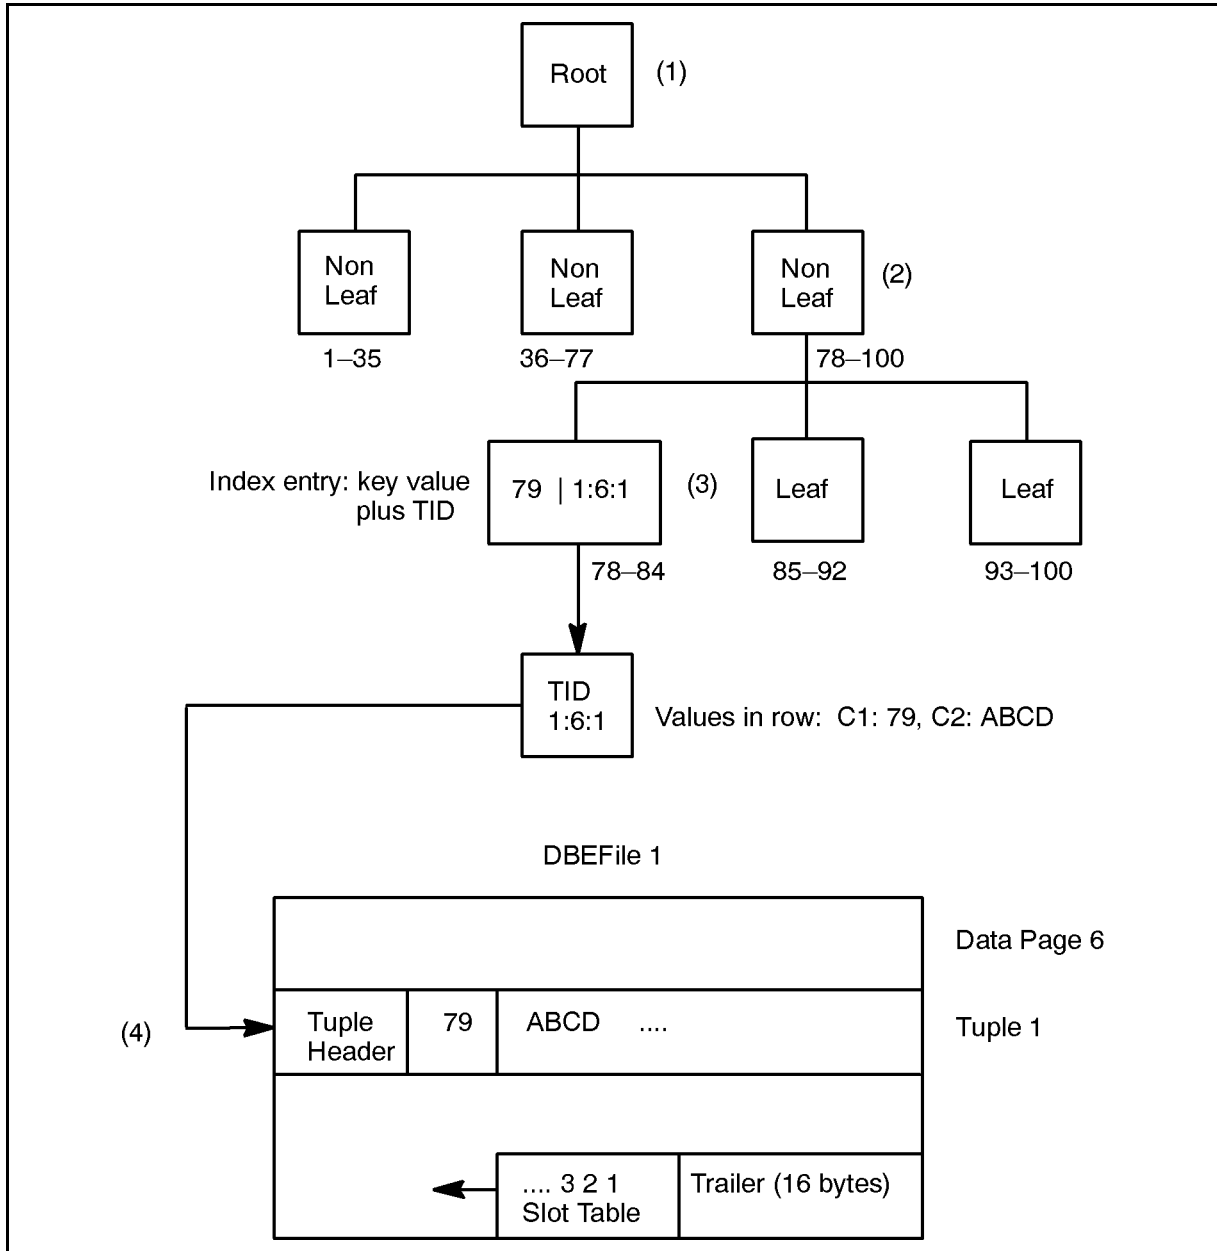 Root
(1)
Non
Leaf
Non
Leaf
Non
Leaf
(2)
1–35
36–77
78–100
Index entry: key value
plus TID
79 | 1:6:1
(3)
Leaf
Leaf
78–84
85–92
93–100
TID
1:6:1
Values in row: C1: 79, C2: ABCD
DBEFile 1
Data Page 6
(4)
Tuple
Header
79
ABCD ....
Tuple 1
.... 3 2 1
Slot Table
Trailer (16 bytes)